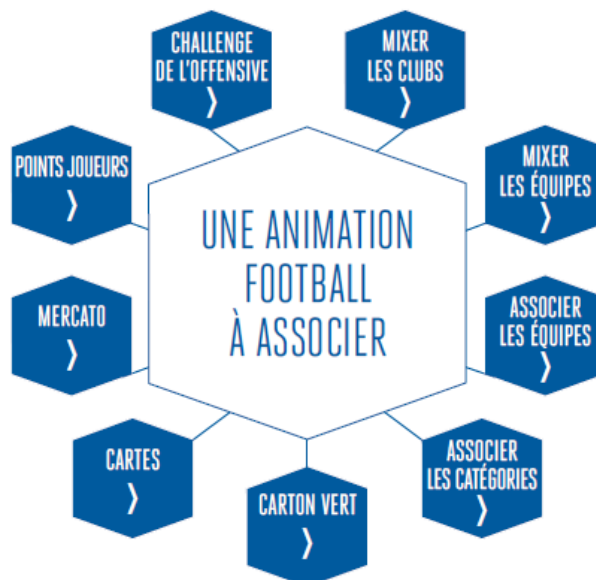 CHALLENGE
DE L'OFFENSIVE
MIXER
LES CLUBS
POINTS JOUEURS
MIXER
LES ÉQUIPES
UNE ANIMATION
FOOTBALL
À ASSOCIER
MERCATO
ASSOCIER
LES ÉQUIPES
CARTES
ASSOCIER
LES CATÉGORIES
CARTON VERT